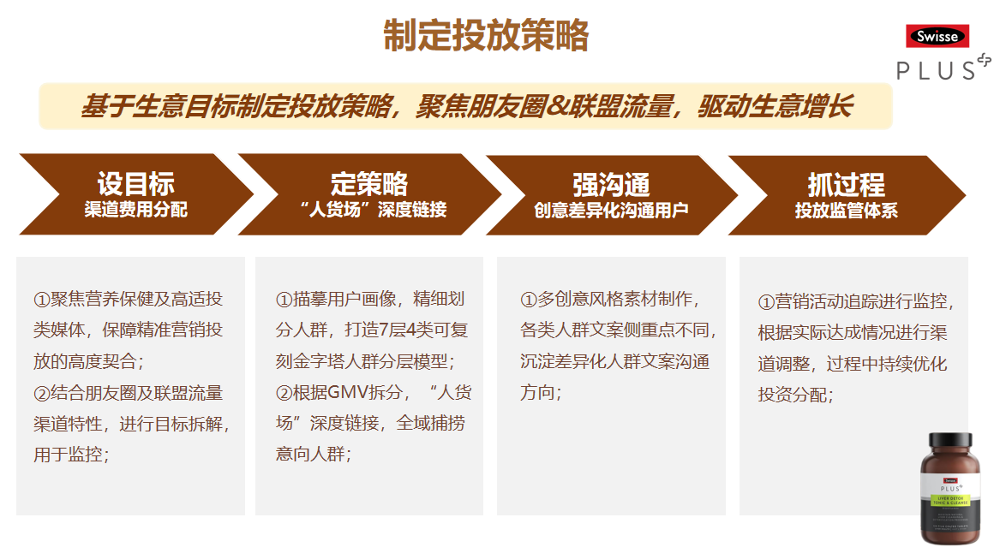 制定投放策略
Swisse
PLUS
基于生意目标制定投放策略，聚焦朋友圈&联盟流量，驱动生意增长
设目标
渠道费用分配
定策略
“人货场”深度链接
强沟通
创意差异化沟通用户
抓过程
投放监管体系
①聚焦营养保健及高适投
类媒体，保障精准营销投
放的高度契合；
②结合朋友圈及联盟流量
渠道特性，进行目标拆解，
用于监控；
①描摹用户画像，精细划
分人群，打造7层4类可复
刻金字塔人群分层模型；
②根据GMV拆分，“人货
场”深度链接，全域捕捞
意向人群；
①多创意风格素材制作，
各类人群文案侧重点不同，
沉淀差异化人群文案沟通
方向；
①营销活动追踪进行监控，
根据实际达成情况进行渠
道调整，过程中持续优化
投资分配；
Swisse
PLUS
LIVER DETOX
TONIC & CLEANSE